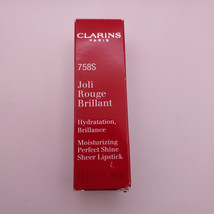 CLARINS
PARIS
758S
Joli
Rouge
Brillant
Hydratation,
Brillance
Moisturizing
Perfect Shine
Sheer Lipstick